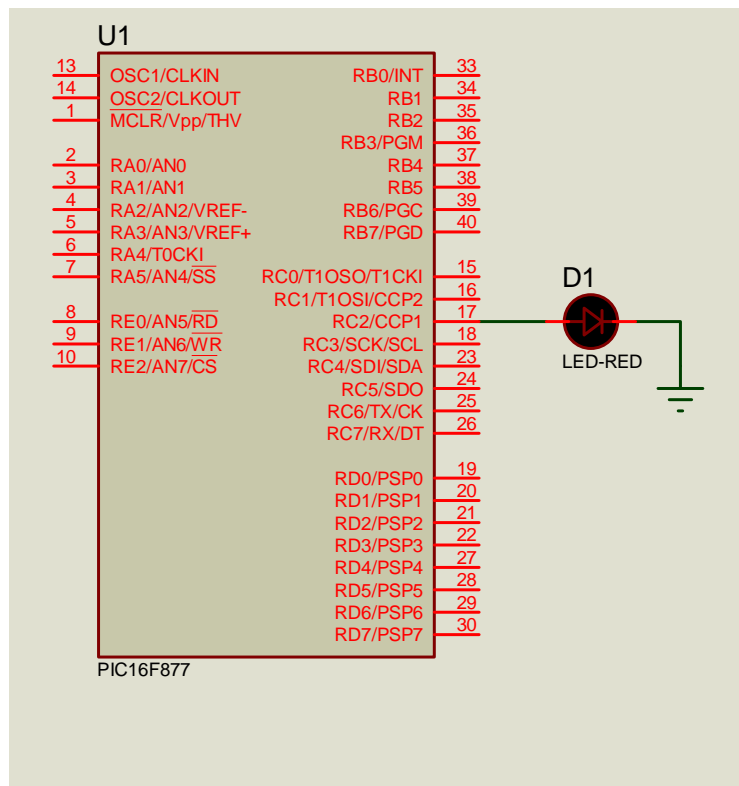 U1
13 OSC1/CLKIN RB0/INT 33
14 OSC2/CLKOUT RB1 34
1 MCLR/Vpp/THV RB2 35
RB3/PGM 36
2 RA0/AN0 RB4 37
3 RA1/AN1 RB5 38
4 RA2/AN2/VREF- RB6/PGC 39
5 RA3/AN3/VREF+ RB7/PGD 40
6 RA4/T0CKI
7 RA5/AN4/SS RC0/T1OSO/T1CKI 15
RC1/T1OSI/CCP2 16
8 RE0/AN5/RD RC2/CCP1 17
9 RE1/AN6/WR RC3/SCK/SCL 18
10 RE2/AN7/CS RC4/SDI/SDA 23
RC5/SDO 24
RC6/TX/CK 25
RC7/RX/DT 26
RD0/PSP0 19
RD1/PSP1 20
RD2/PSP2 21
RD3/PSP3 22
RD4/PSP4 27
RD5/PSP5 28
RD6/PSP6 29
RD7/PSP7 30
PIC16F877
D1
LED-RED